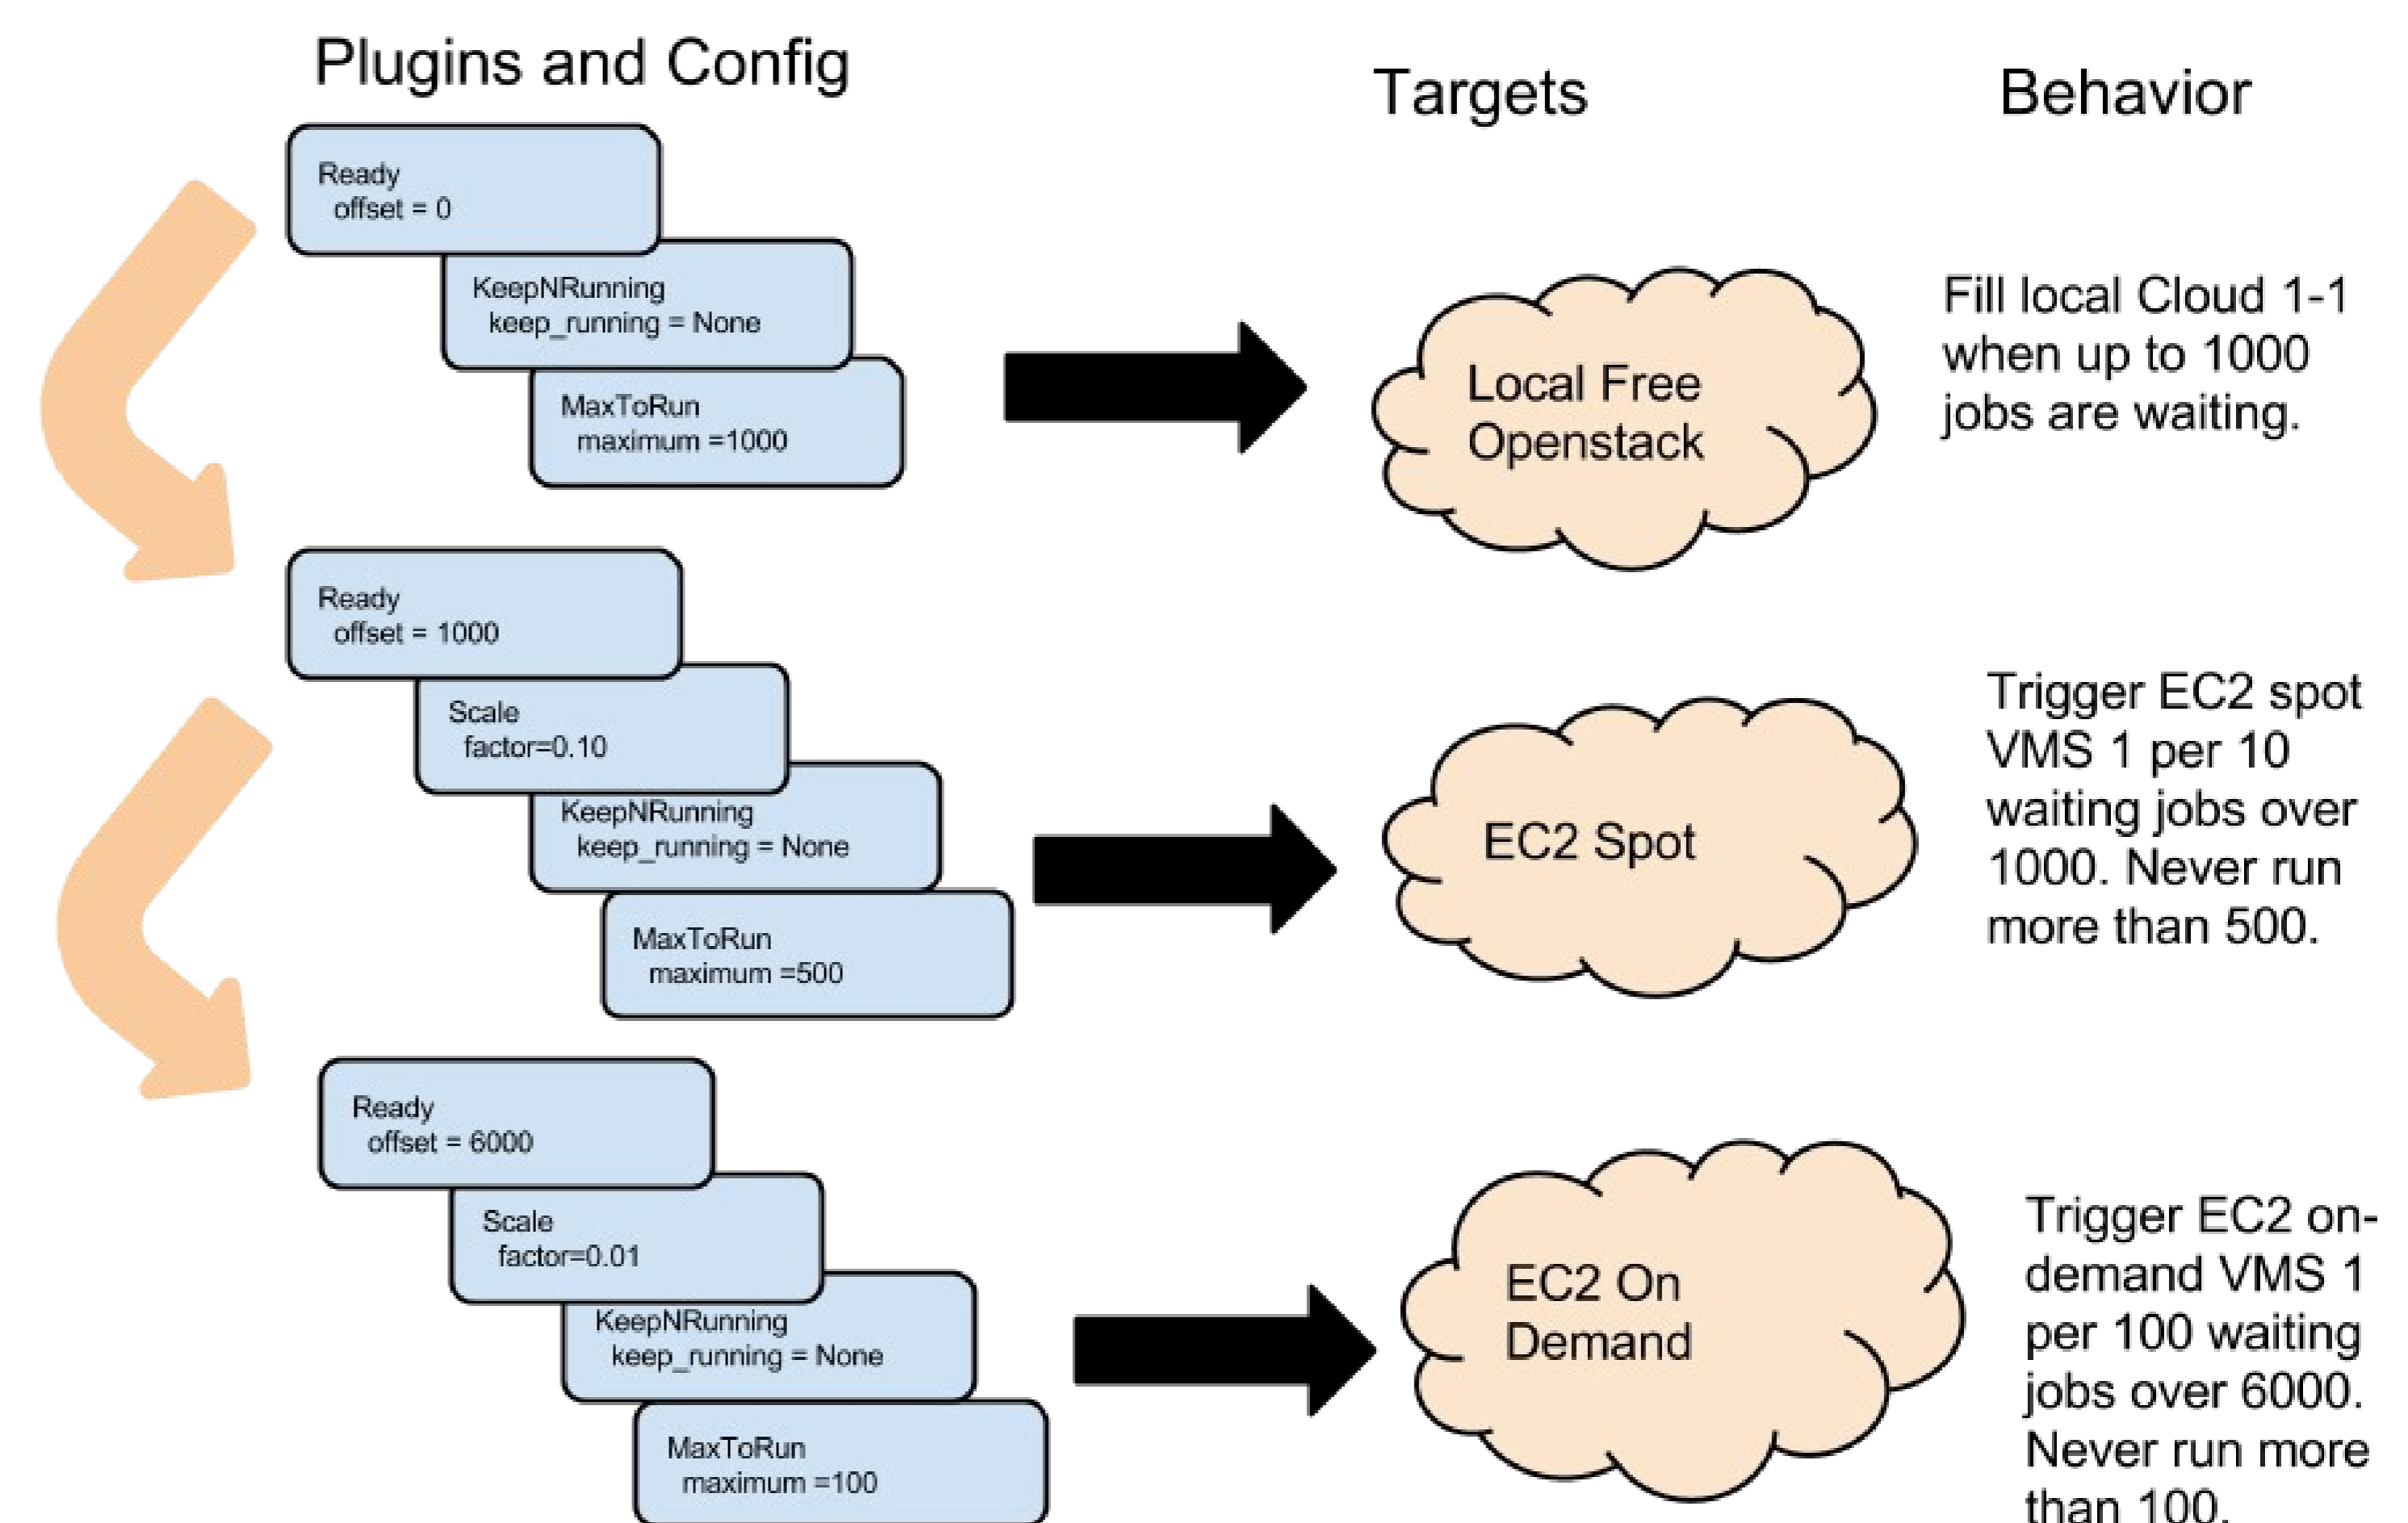 Plugins and Config
Targets
Behavior
Ready
offset = 0
KeepNRunning
keep_running = None
MaxToRun
maximum =1000
Local Free
Openstack
Fill local Cloud 1-1
when up to 1000
jobs are waiting.
Ready
offset = 1000
Scale
factor=0.10
KeepNRunning
keep_running = None
MaxToRun
maximum =500
EC2 Spot
Trigger EC2 spot
VMS 1 per 10
waiting jobs over
1000. Never run
more than 500.
Ready
offset = 6000
Scale
factor=0.01
KeepNRunning
keep_running = None
MaxToRun
maximum =100
EC2 On
Demand
Trigger EC2 on-
demand VMS 1
per 100 waiting
jobs over 6000.
Never run more
than 100.